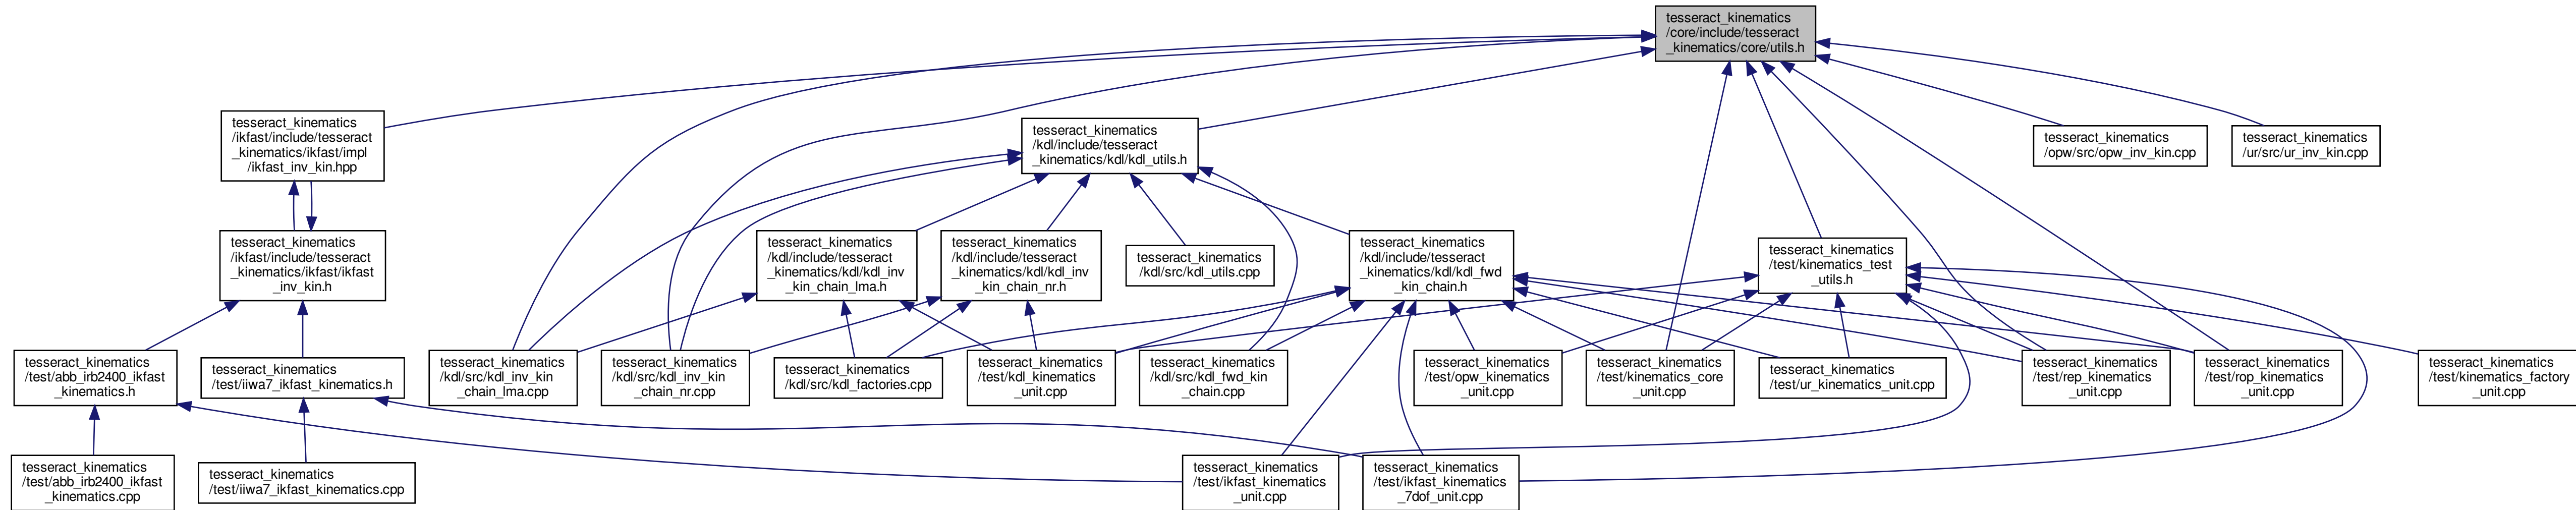 tesseract_kinematics
/core/include/tesseract
_kinematics/core/utils.h
tesseract_kinematics
/ikfast/include/tesseract
_kinematics/ikfast/impl
/ikfast_inv_kin.hpp
tesseract_kinematics
/kdl/include/tesseract
_kinematics/kdl/kdl_utils.h
tesseract_kinematics
/opw/src/opw_inv_kin.cpp
tesseract_kinematics
/ur/src/ur_inv_kin.cpp
tesseract_kinematics
/ikfast/include/tesseract
_kinematics/ikfast/ikfast
_inv_kin.h
tesseract_kinematics
/kdl/include/tesseract
_kinematics/kdl/kdl_inv
_kin_chain_lma.h
tesseract_kinematics
/kdl/include/tesseract
_kinematics/kdl/kdl_inv
_kin_chain_nr.h
tesseract_kinematics
/kdl/src/kdl_utils.cpp
tesseract_kinematics
/kdl/include/tesseract
_kinematics/kdl/kdl_fwd
_kin_chain.h
tesseract_kinematics
/test/kinematics_test
_utils.h
tesseract_kinematics
/test/abb_irb2400_ikfast
_kinematics.h
tesseract_kinematics
/test/iiwa7_ikfast_kinematics.h
tesseract_kinematics
/kdl/src/kdl_inv_kin
_chain_lma.cpp
tesseract_kinematics
/kdl/src/kdl_inv_kin
_chain_nr.cpp
tesseract_kinematics
/kdl/src/kdl_factories.cpp
tesseract_kinematics
/test/kdl_kinematics
_unit.cpp
tesseract_kinematics
/kdl/src/kdl_fwd_kin
_chain.cpp
tesseract_kinematics
/test/opw_kinematics
_unit.cpp
tesseract_kinematics
/test/kinematics_core
_unit.cpp
tesseract_kinematics
/test/ur_kinematics_unit.cpp
tesseract_kinematics
/test/rep_kinematics
_unit.cpp
tesseract_kinematics
/test/rop_kinematics
_unit.cpp
tesseract_kinematics
/test/kinematics_factory
_unit.cpp
tesseract_kinematics
/test/abb_irb2400_ikfast
_kinematics.cpp
tesseract_kinematics
/test/iiwa7_ikfast_kinematics.cpp
tesseract_kinematics
/test/ikfast_kinematics
_unit.cpp
tesseract_kinematics
/test/ikfast_kinematics
_7dof_unit.cpp